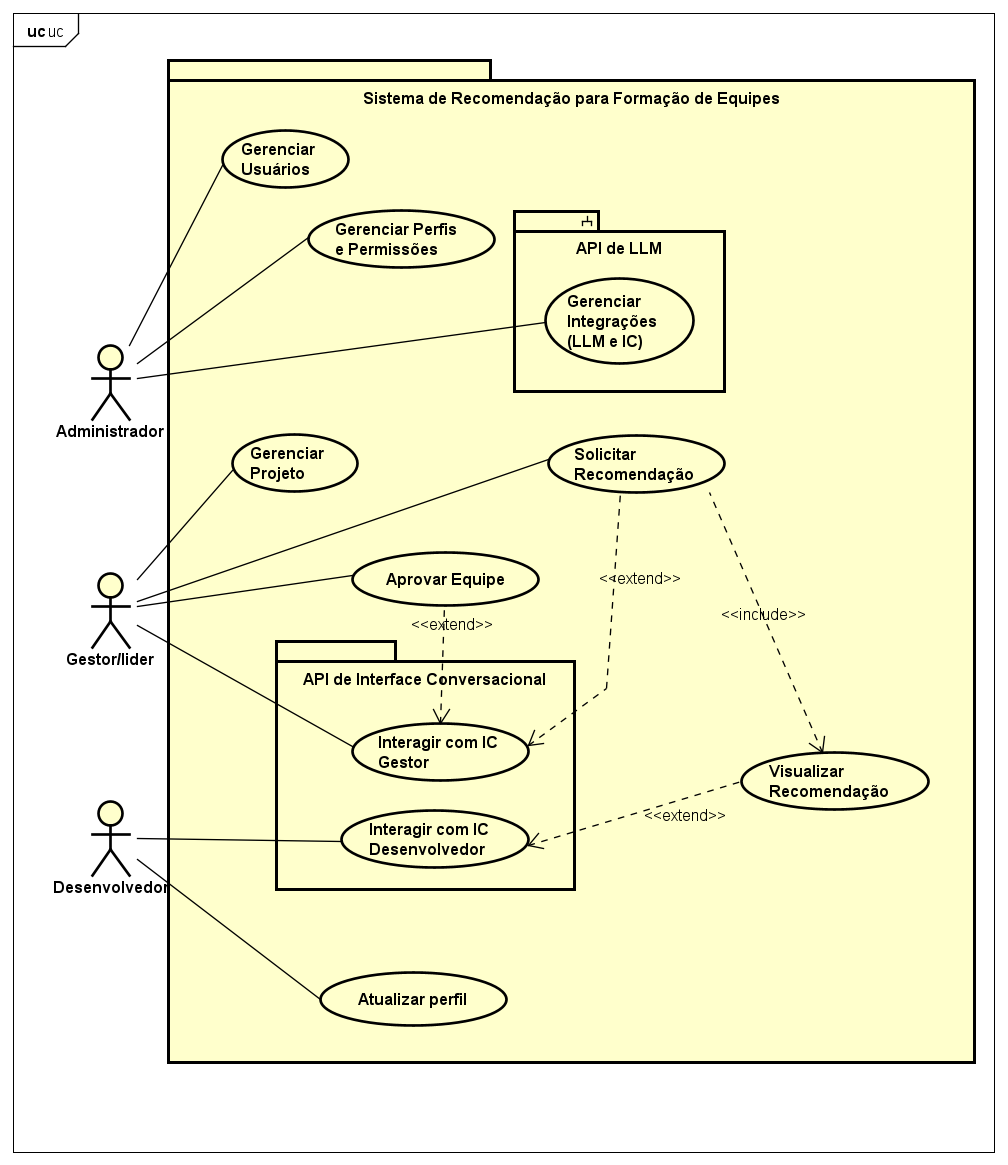 uc uc
Sistema de Recomendação para Formação de Equipes
Gerenciar
Usuários
Gerenciar Perfis
e Permissões
API de LLM
Gerenciar
Integrações
(LLM e IC)
Administrador
Gerenciar
Projeto
Solicitar
Recomendação
Aprovar Equipe
<<extend>>
<<include>>
<<extend>>
Gestor/lider
API de Interface Conversacional
Interagir com IC
Gestor
Visualizar
Recomendação
Interagir com IC
Desenvolvedor
<<extend>>
Desenvolvedor
Atualizar perfil